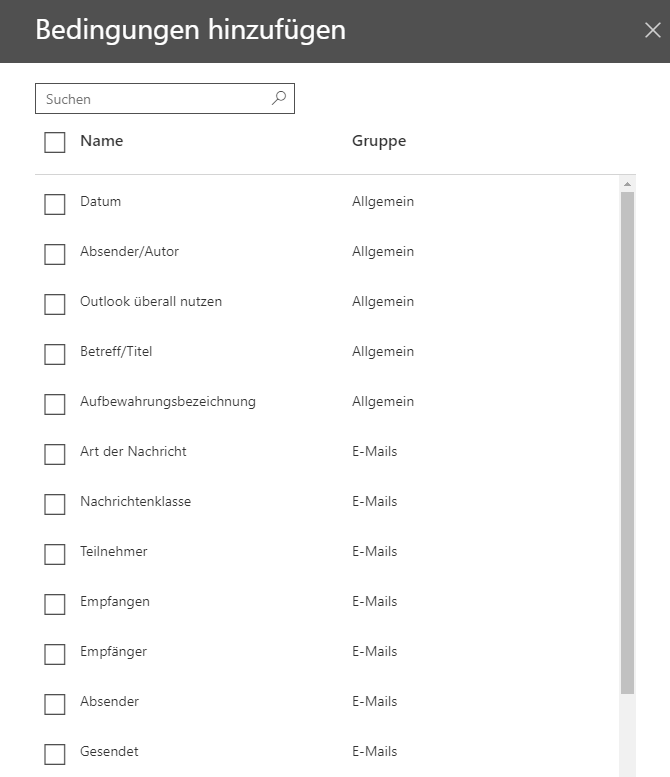 Bedingungen hinzufügen
Suchen
Name Gruppe
Datum Allgemein
Absender/Autor Allgemein
Outlook überall nutzen Allgemein
Betreff/Titel Allgemein
Aufbewahrungsbezeichnung Allgemein
Art der Nachricht E-Mails
Nachrichtenklasse E-Mails
Teilnehmer E-Mails
Empfangen E-Mails
Empfänger E-Mails
Absender E-Mails
Gesendet E-Mails